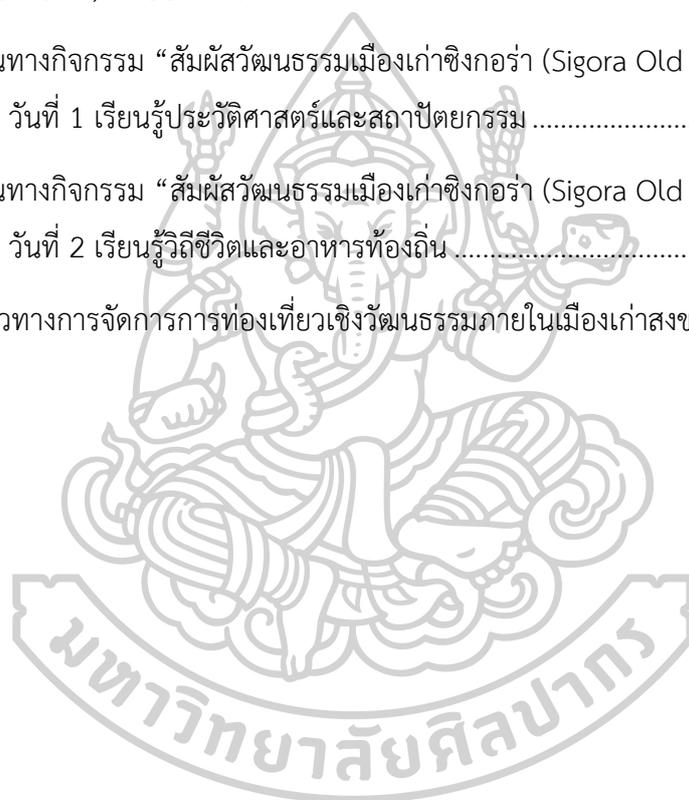 นทางกิจกรรม “สัมผัสวัฒนธรรมเมืองเก่าซิงกอร่า (Sigora Old
วันที่ 1 เรียนรู้ประวัติศาสตร์และสถาปัตยกรรม ........................
นทางกิจกรรม “สัมผัสวัฒนธรรมเมืองเก่าซิงกอร่า (Sigora Old
วันที่ 2 เรียนรู้วิถีชีวิตและอาหารท้องถิ่น ...................................
วทางการจัดการการท่องเที่ยวเชิงวัฒนธรรมภายในเมืองเก่าสงข
มหาวิทยาลัยศิลปากร